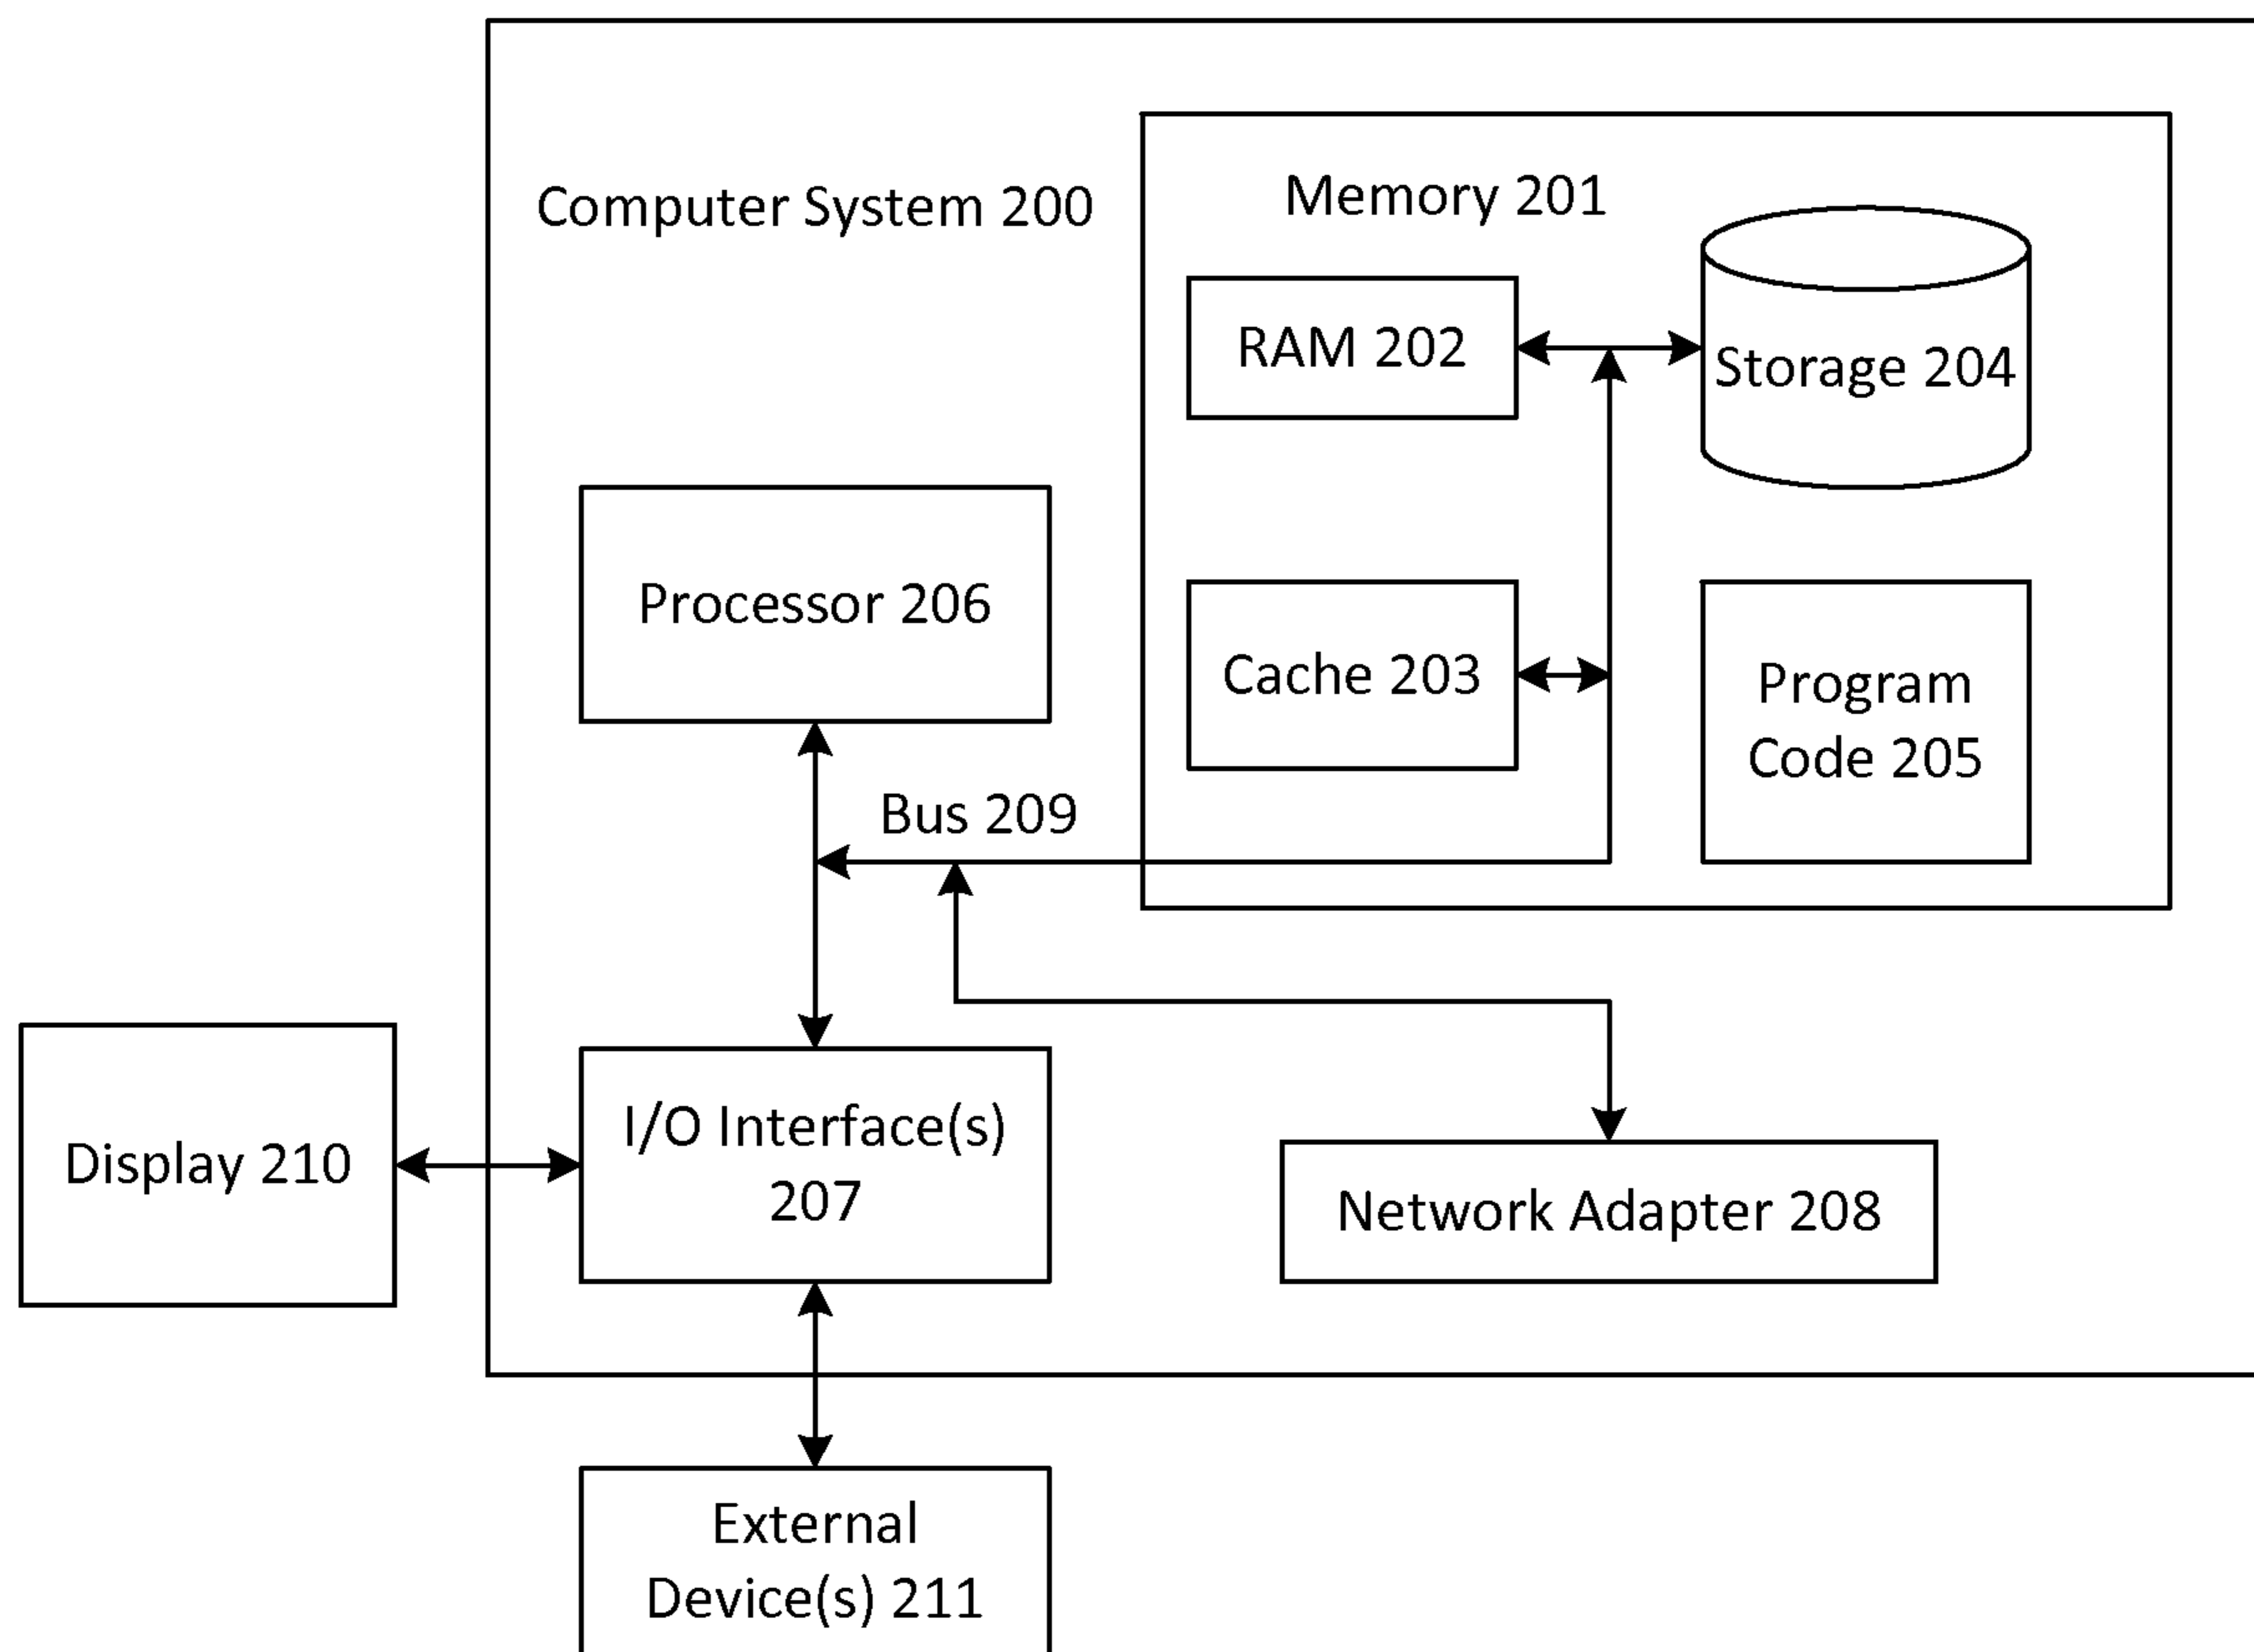 Computer System 200
Memory 201
RAM 202
Storage 204
Processor 206
Cache 203
Program
Code 205
Bus 209
Display 210
I/O Interface(s)
207
Network Adapter 208
External
Device(s) 211